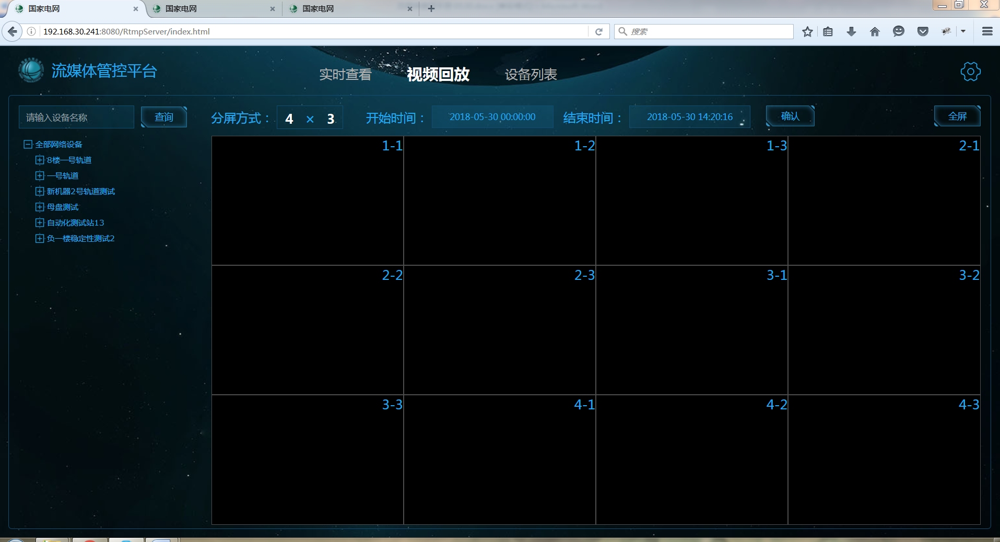 国家电网
国家电网
国家电网
192.168.30.241:8080/RtmpServer/index.html
搜索
流媒体管控平台
实时查看
视频回放
设备列表
请输入设备名称
查询
分屏方式：
4 × 3
开始时间：
2018-05-30 00:00:00
结束时间：
2018-05-30 14:20:16
确认
全屏
全部网络设备
8楼一号轨道
一号轨道
新机器2号轨道测试
母盘测试
自动化测试站13
负一楼稳定性测试2
1-1
1-2
1-3
2-1
2-2
2-3
3-1
3-2
3-3
4-1
4-2
4-3